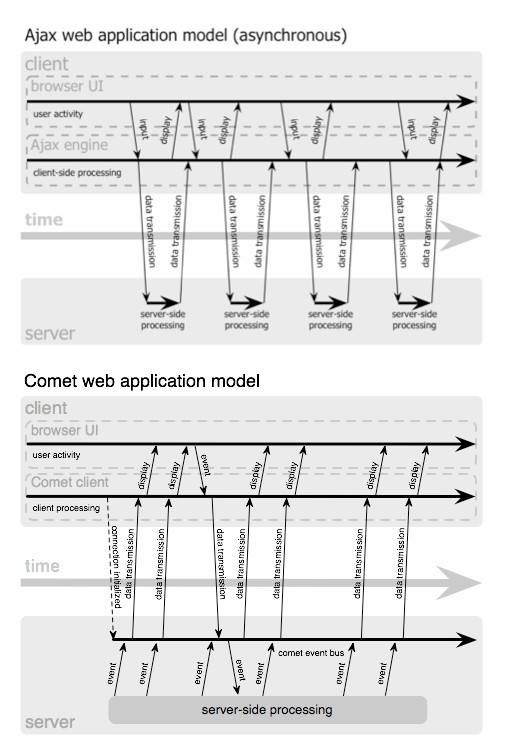 Ajax web application model (asynchronous)
client
browser UI
user activity
input
display
input
display
input
display
input
display
Ajax engine
client-side processing
time
data transmission
data transmission
data transmission
data transmission
data transmission
data transmission
data transmission
data transmission
server-side
processing
server-side
processing
server-side
processing
server-side
processing
server
Comet web application model
client
browser UI
user activity
display
display
event
display
display
display
display
Comet client
client processing
time
connection initialized
data transmission
data transmission
data transmission
data transmission
data transmission
data transmission
data transmission
comet event bus
event
event
event
event
event
event
event
server-side processing
server